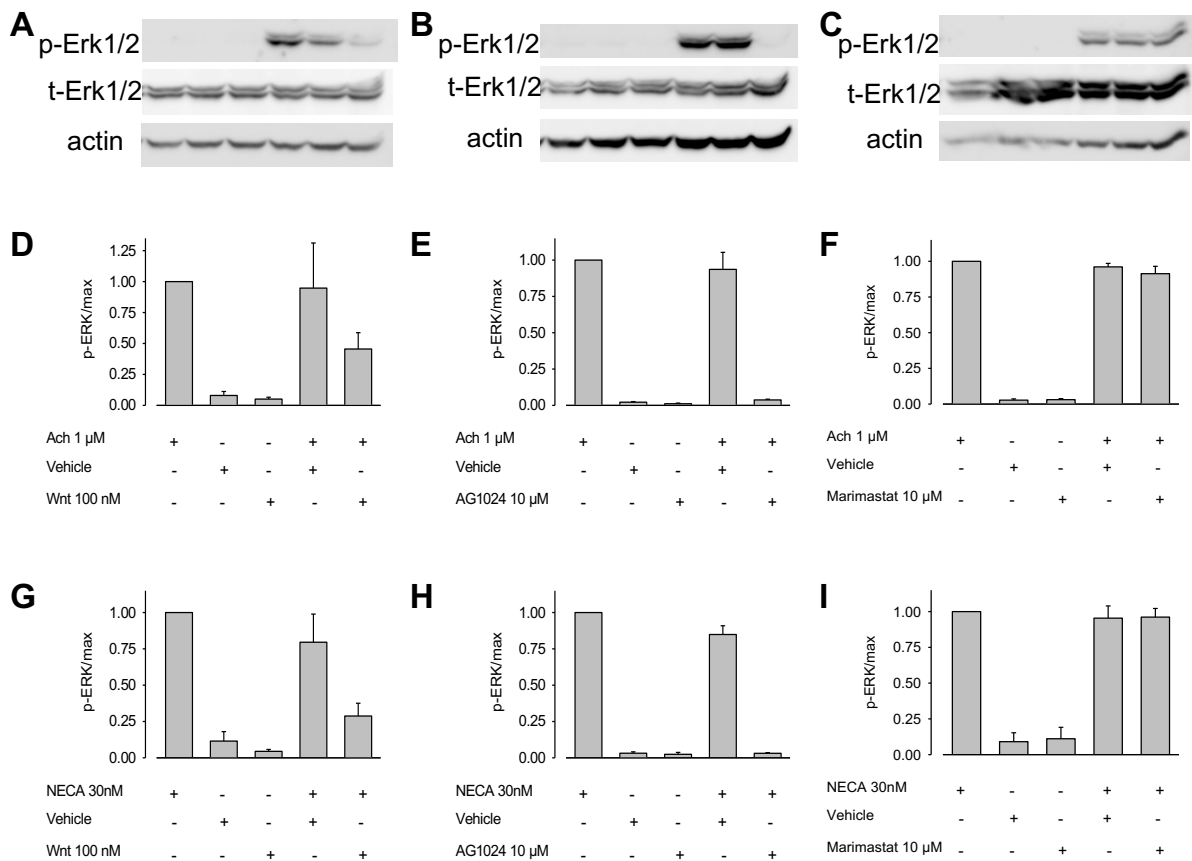 A B C
p-Erk1/2 p-Erk1/2 p-Erk1/2
t-Erk1/2 t-Erk1/2 t-Erk1/2
actin actin actin
D
p-ERK/max
1.25
1.00
0.75
0.50
0.25
0.00
Ach 1 µM + - - + +
Vehicle - + - + -
Wnt 100 nM - - + - +
E
p-ERK/max
1.00
0.75
0.50
0.25
0.00
Ach 1 µM + - - + +
Vehicle - + - + -
AG1024 10 µM - - + - +
F
p-ERK/max
1.00
0.75
0.50
0.25
0.00
Ach 1 µM + - - + +
Vehicle - + - + -
Marimastat 10 µM - - + - +
G
p-ERK/max
1.00
0.75
0.50
0.25
0.00
NECA 30nM + - - + +
Vehicle - + - + -
Wnt 100 nM - - + - +
H
p-ERK/max
1.00
0.75
0.50
0.25
0.00
NECA 30nM + - - + +
Vehicle - + - + -
AG1024 10 µM - - + - +
I
p-ERK/max
1.00
0.75
0.50
0.25
0.00
NECA 30nM + - - + +
Vehicle - + - + -
Marimastat 10 µM - - + - +